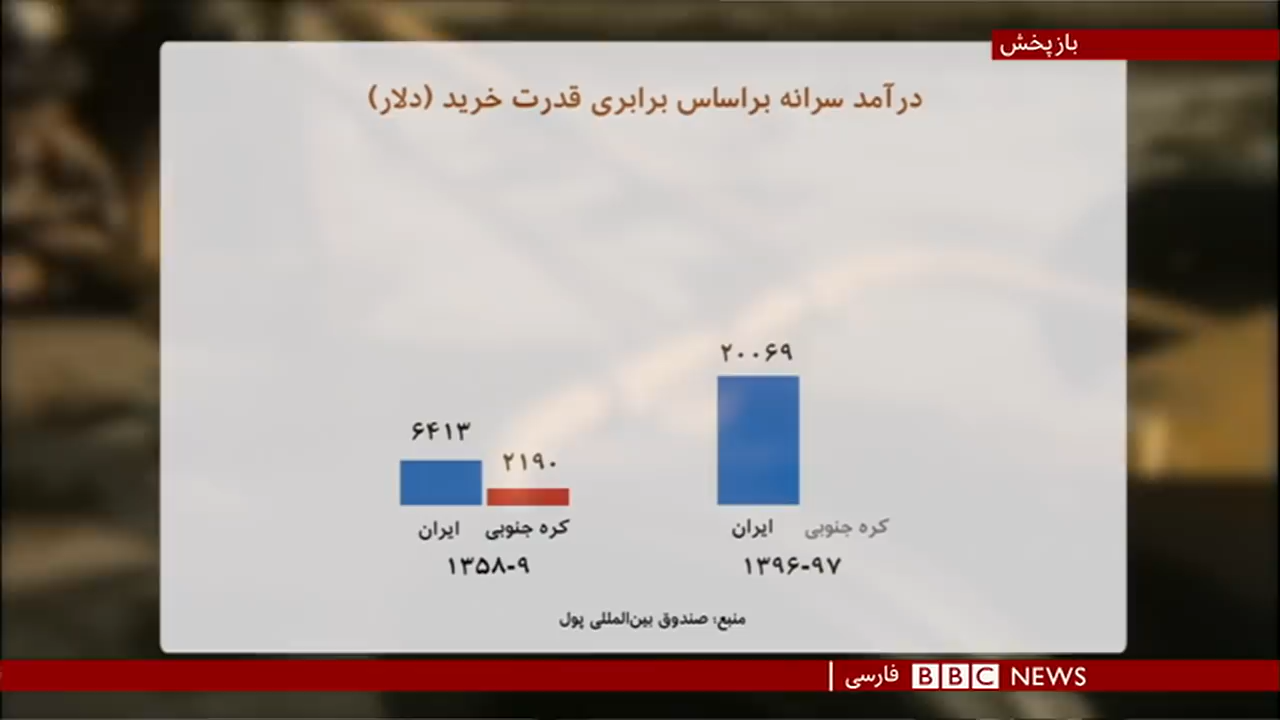 بازپخش
درآمد سرانه براساس برابری قدرت خرید (دلار)
۲۰۰۶۹
۶۴۱۳
۲۱۹۰
ایران کره جنوبی ایران کره جنوبی
۱۳۵۸-۹ ۱۳۹۶-۹۷
منبع: صندوق بین‌المللی پول
فارسی BBC NEWS